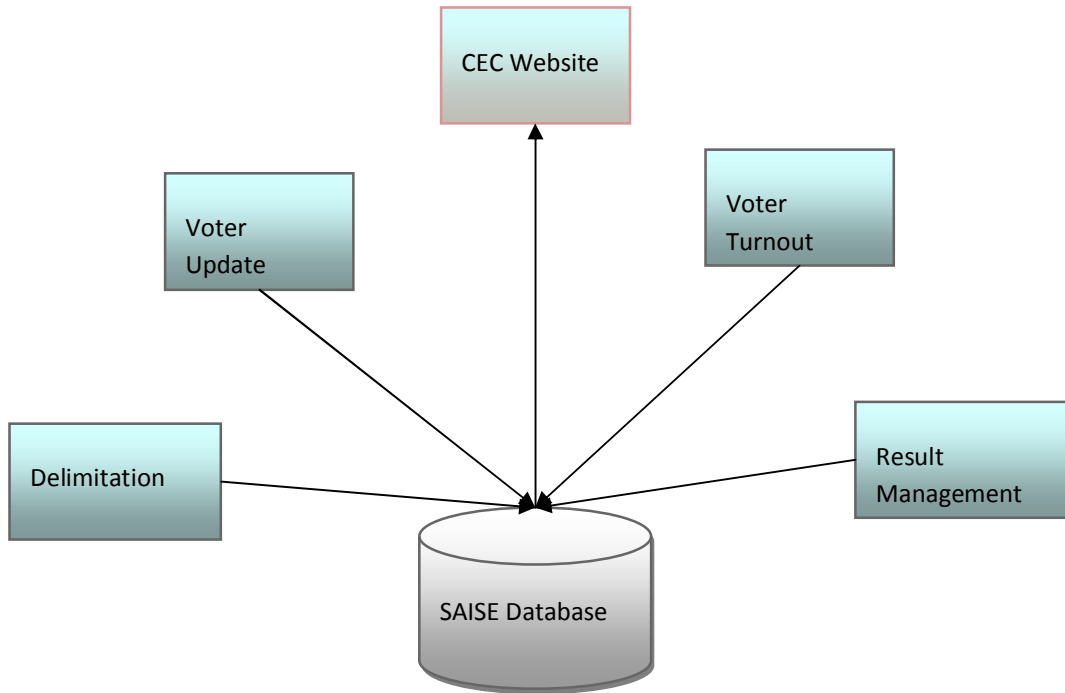 CEC Website
Voter
Update
Voter
Turnout
Delimitation
Result
Management
SAISE Database